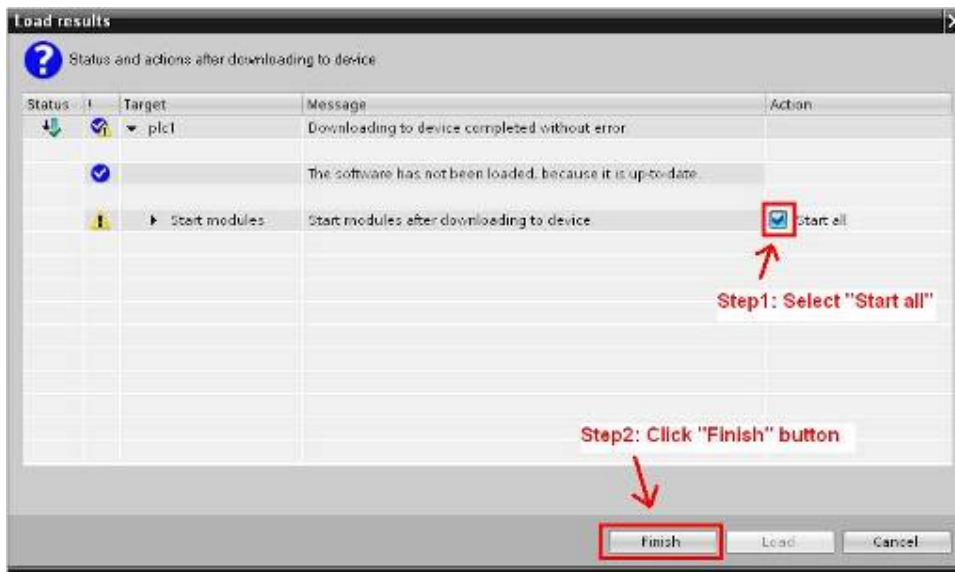 Load results
Status and actions after downloading to device
Status ! Target Message Action
plc1 Downloading to device completed without error
The software has not been loaded, because it is up-to-date.
Start modules Start modules after downloading to device Start all
Step1: Select "Start all"
Step2: Click "Finish" button
Finish Load Cancel